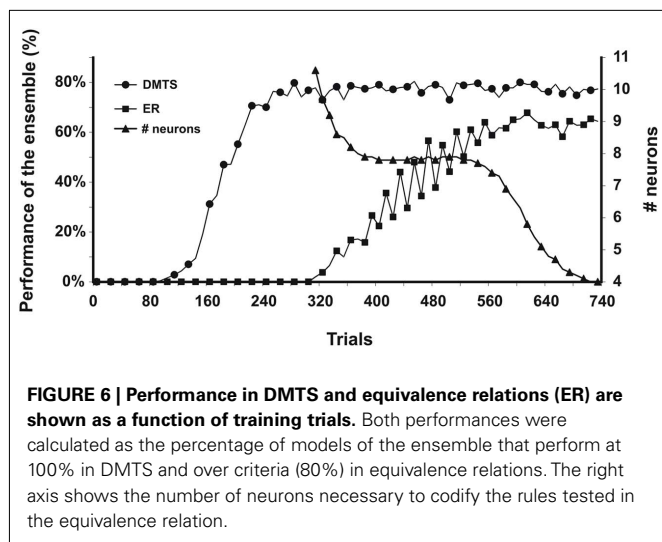 Performance of the ensemble (%)
80%
60%
40%
20%
0%
DMTS
ER
# neurons
11
10
9
8
7
6
5
4
# neurons
0 80 160 240 320 400 480 560 640 740
Trials
FIGURE 6 | Performance in DMTS and equivalence relations (ER) are
shown as a function of training trials. Both performances were
calculated as the percentage of models of the ensemble that perform at
100% in DMTS and over criteria (80%) in equivalence relations. The right
axis shows the number of neurons necessary to codify the rules tested in
the equivalence relation.